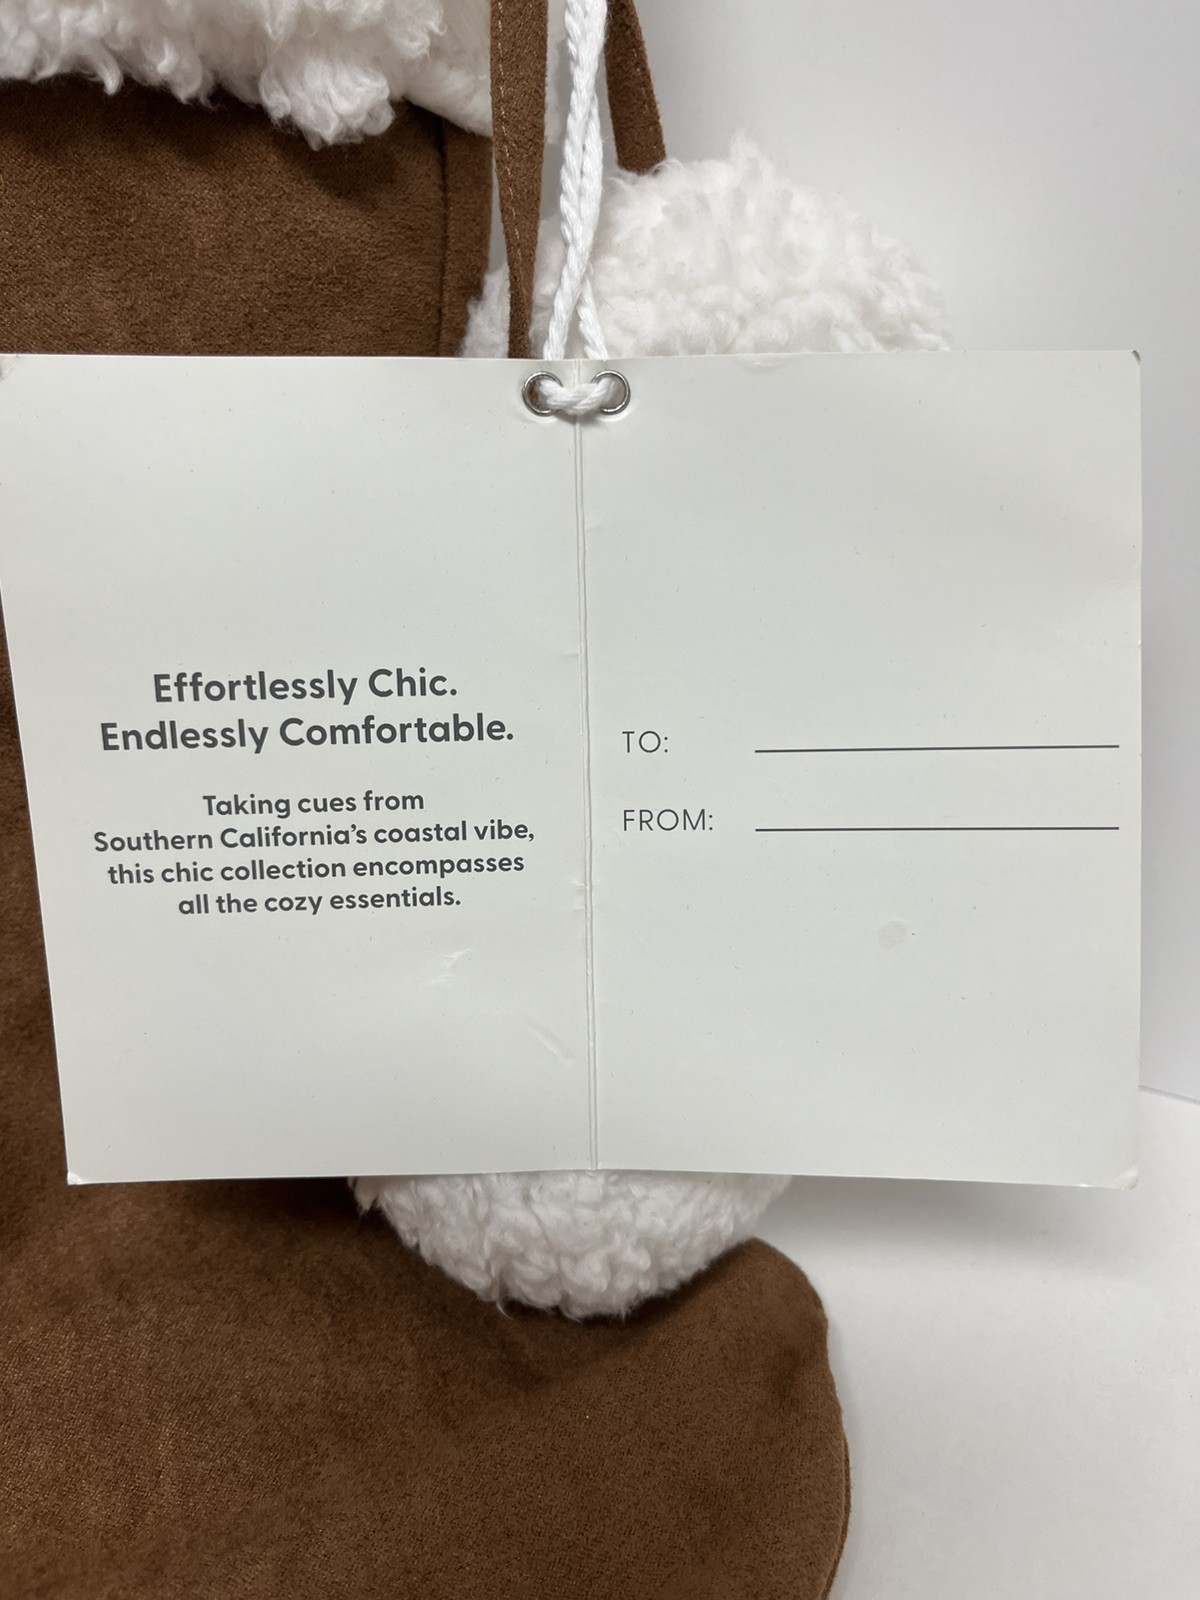 Effortlessly Chic.
Endlessly Comfortable.
Taking cues from
Southern California's coastal vibe,
this chic collection encompasses
all the cozy essentials.
TO:
FROM: